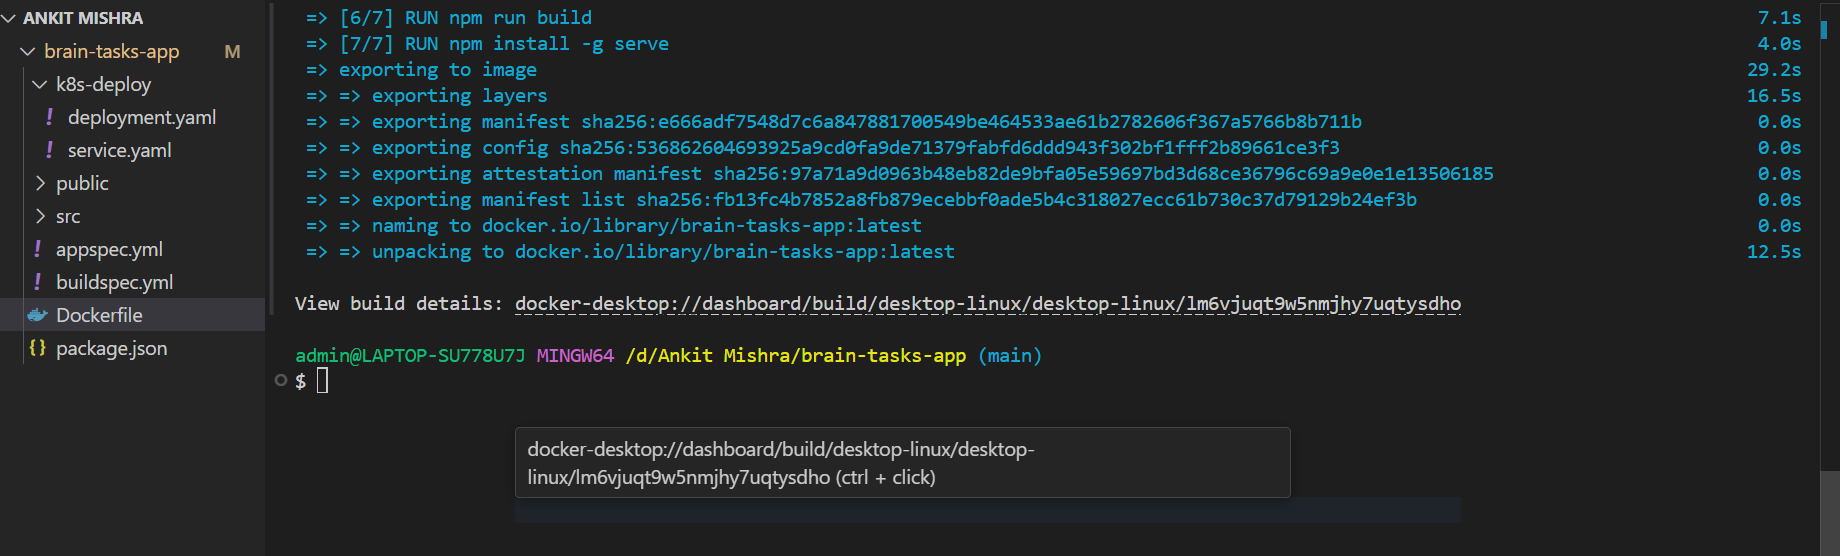 ANKIT MISHRA
brain-tasks-app M
k8s-deploy
! deployment.yaml
! service.yaml
public
src
! appspec.yml
! buildspec.yml
Dockerfile
{} package.json
=> [6/7] RUN npm run build 7.1s
=> [7/7] RUN npm install -g serve 4.0s
=> exporting to image 29.2s
=> => exporting layers 16.5s
=> => exporting manifest sha256:e666adf7548d7c6a847881700549be464533ae61b2782606f367a5766b8b711b 0.0s
=> => exporting config sha256:536862604693925a9cd0fa9de71379fabfd6ddd943f302bf1fff2b89661ce3f3 0.0s
=> => exporting attestation manifest sha256:97a71a9d0963b48eb82de9bfa05e59697bd3d68ce36796c69a9e0e1e13506185 0.0s
=> => exporting manifest list sha256:fb13fc4b7852a8fb879ecebbf0ade5b4c318027ecc61b730c37d79129b24ef3b 0.0s
=> => naming to docker.io/library/brain-tasks-app:latest 0.0s
=> => unpacking to docker.io/library/brain-tasks-app:latest 12.5s
View build details: docker-desktop://dashboard/build/desktop-linux/desktop-linux/lm6vjuqt9w5nmjhy7uqtysdho
admin@LAPTOP-SU778U7J MINGW64 /d/Ankit Mishra/brain-tasks-app (main)
$
docker-desktop://dashboard/build/desktop-linux/desktop-
linux/lm6vjuqt9w5nmjhy7uqtysdho (ctrl + click)